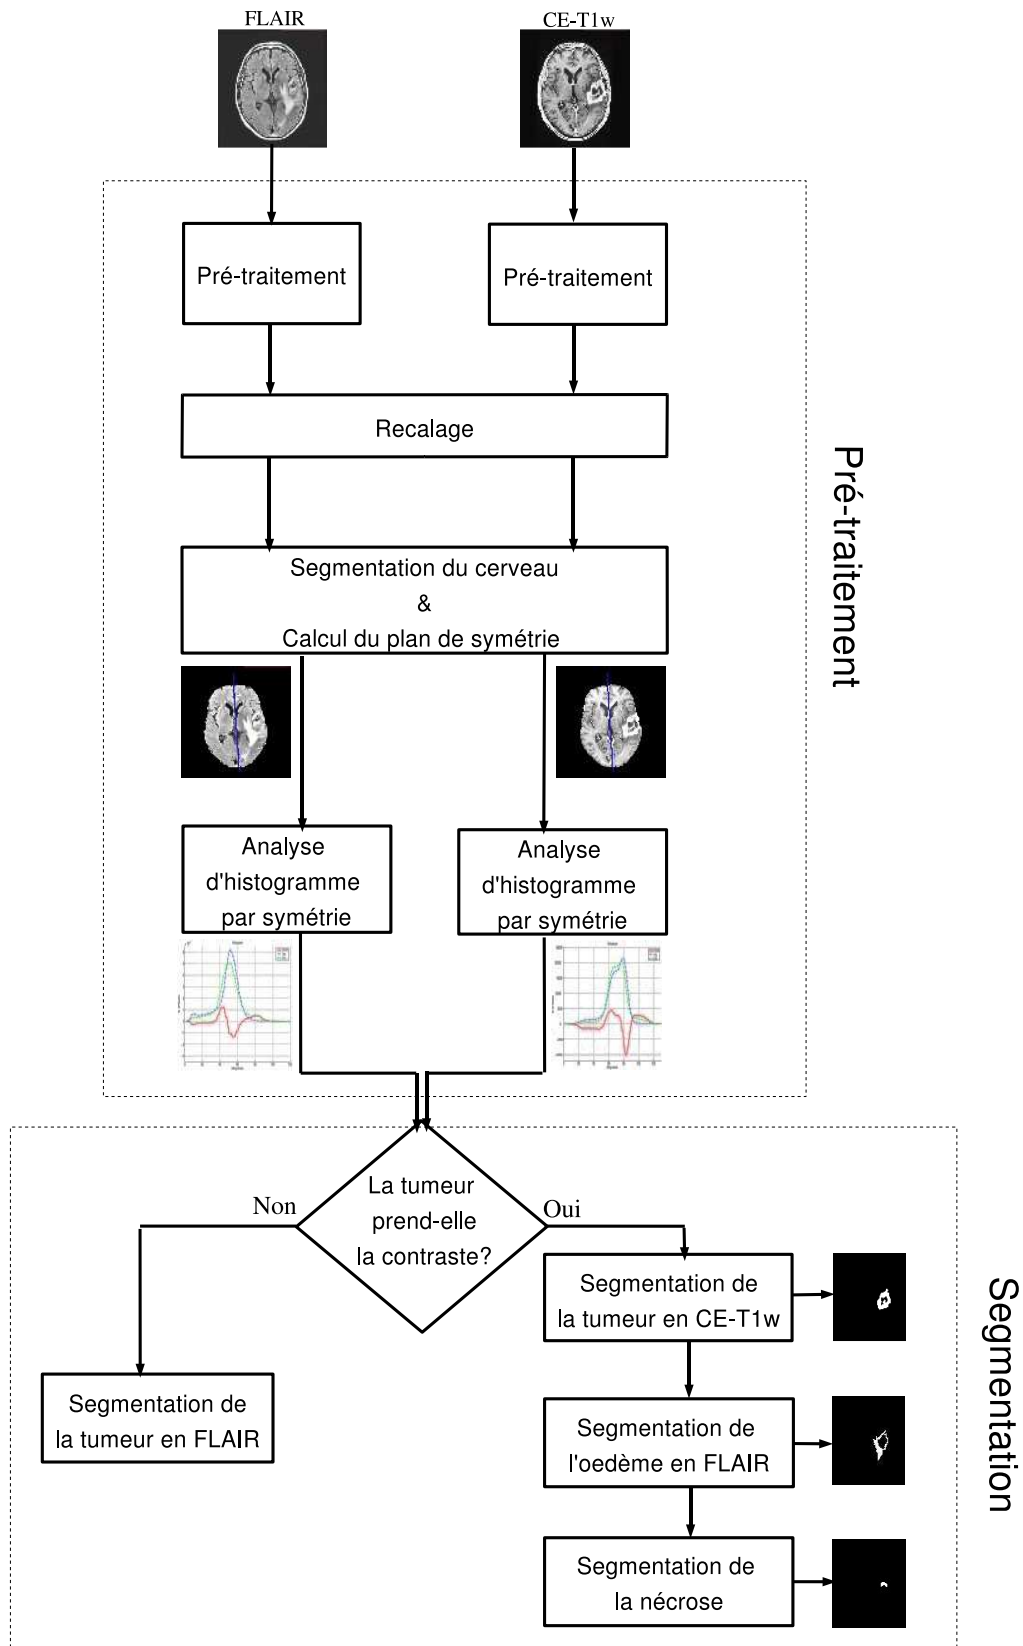 FLAIR
CE-T1w
Pré-traitement
Pré-traitement
Recalage
Segmentation du cerveau
&
Calcul du plan de symétrie
Analyse
d'histogramme
par symétrie
Analyse
d'histogramme
par symétrie
Pré-traitement
La tumeur
prend-elle
la contraste?
Non
Oui
Segmentation de
la tumeur en CE-T1w
Segmentation de
la tumeur en FLAIR
Segmentation de
l'oedème en FLAIR
Segmentation de
la nécrose
Segmentation